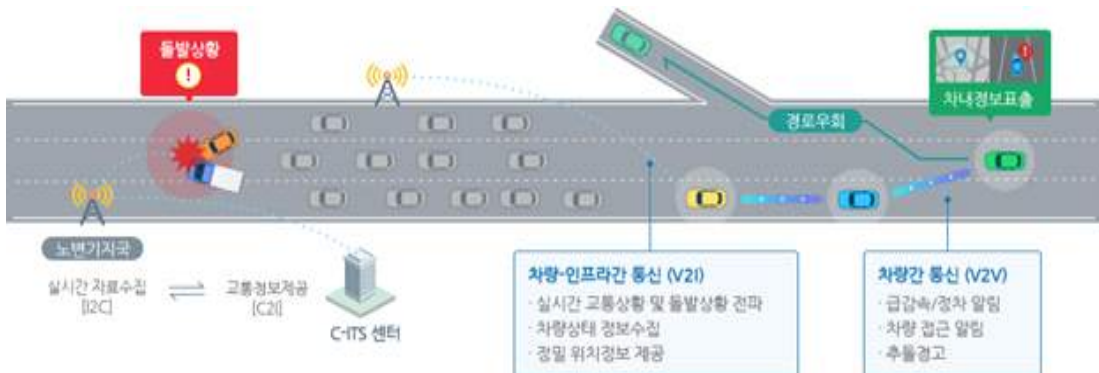 돌발상황
차내정보표출
경로우회
노변기지국
실시간 자료수집
[I2C]
교통정보제공
[C2I]
C-ITS 센터
차량-인프라간 통신 (V2I)
· 실시간 교통상황 및 돌발상황 전파
· 차량상태 정보수집
· 정밀 위치정보 제공
차량간 통신 (V2V)
· 급감속/정차 알림
· 차량 접근 알림
· 추돌경고